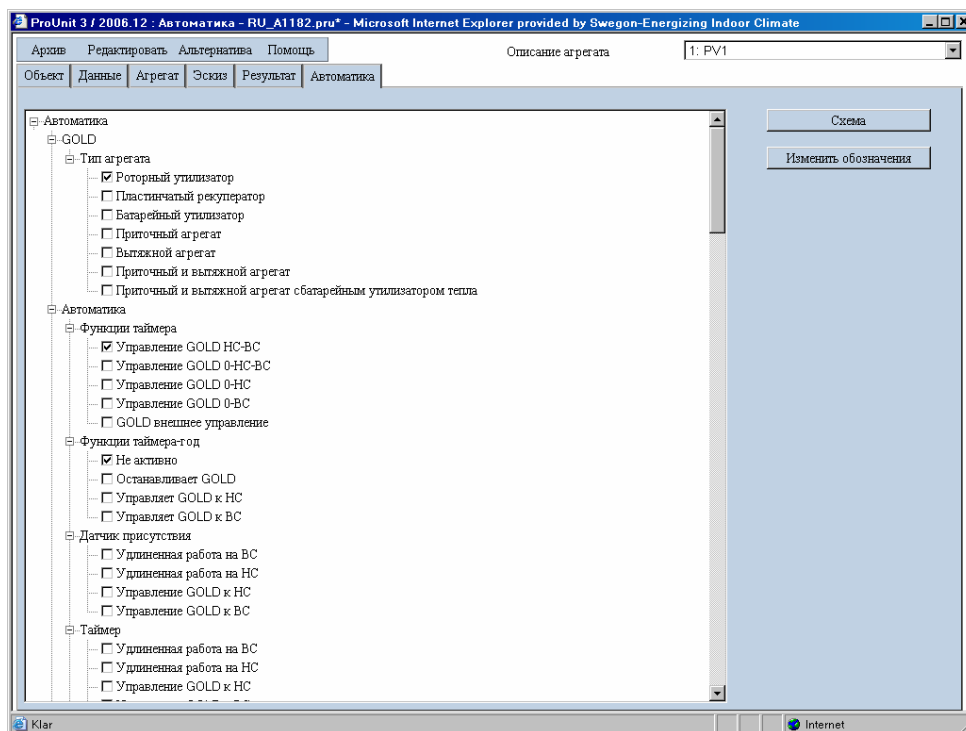 ProUnit 3 / 2006.12 : Автоматика - RU_A1182.pru* - Microsoft Internet Explorer provided by Swegon-Energizing Indoor Climate
Архив Редактировать Альтернатива Помощь Описание агрегата 1: PV1
Объект Данные Агрегат Эскиз Результат Автоматика
Автоматика
Схема
GOLD
Тип агрегата
Изменить обозначения
Роторный утилизатор
Пластинчатый рекуператор
Батарейный утилизатор
Приточный агрегат
Вытяжной агрегат
Приточный и вытяжной агрегат
Приточный и вытяжной агрегат сбатарейным утилизатором тепла
Автоматика
Функции таймера
Управление GOLD НС-ВС
Управление GOLD 0-НС-ВС
Управление GOLD 0-НС
Управление GOLD 0-ВС
GOLD внешнее управление
Функции таймера-год
Не активно
Останавливает GOLD
Управляет GOLD к НС
Управляет GOLD к ВС
Датчик присутствия
Удлиненная работа на ВС
Удлиненная работа на НС
Управление GOLD к НС
Управление GOLD к ВС
Таймер
Удлиненная работа на ВС
Удлиненная работа на НС
Управление GOLD к НС
Klar Internet